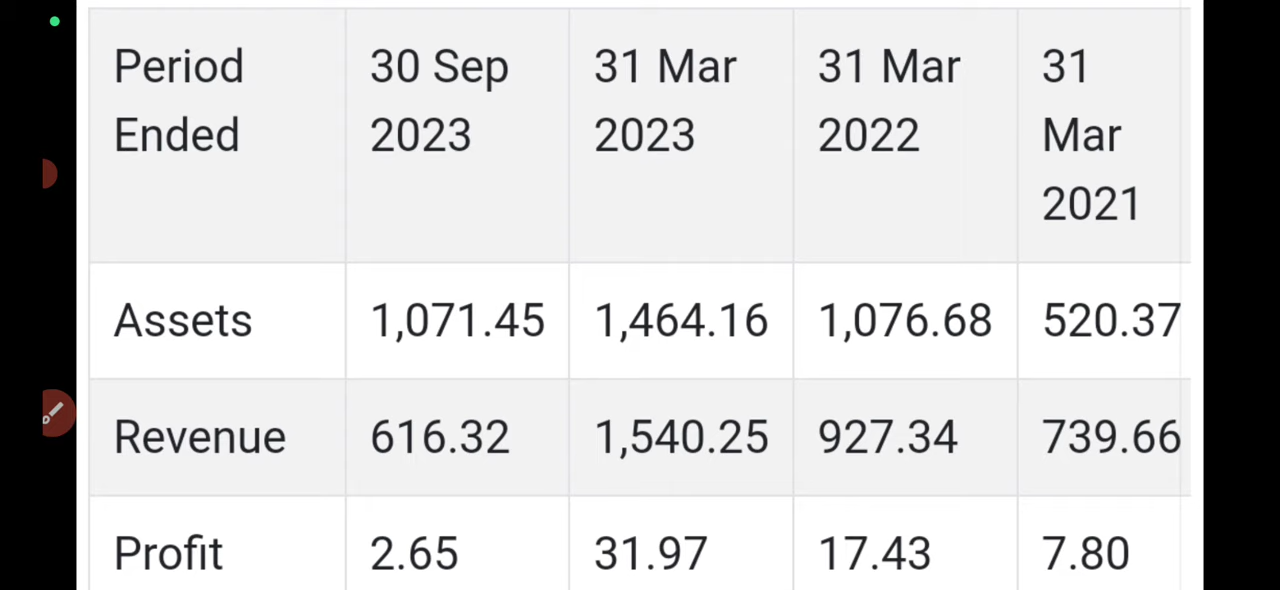 Period Ended 30 Sep 2023 31 Mar 2023 31 Mar 2022 31 Mar 2021
Assets 1,071.45 1,464.16 1,076.68 520.37
Revenue 616.32 1,540.25 927.34 739.66
Profit 2.65 31.97 17.43 7.80